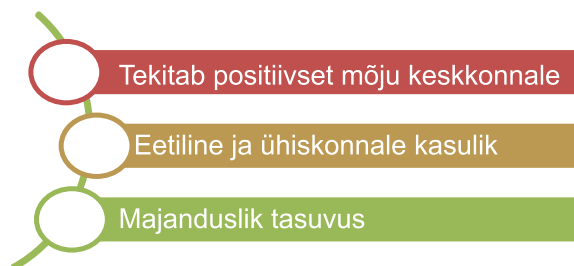 Tekitab positiivset mõju keskkonnale
Eetiline ja ühiskonnale kasulik
Majanduslik tasuvus